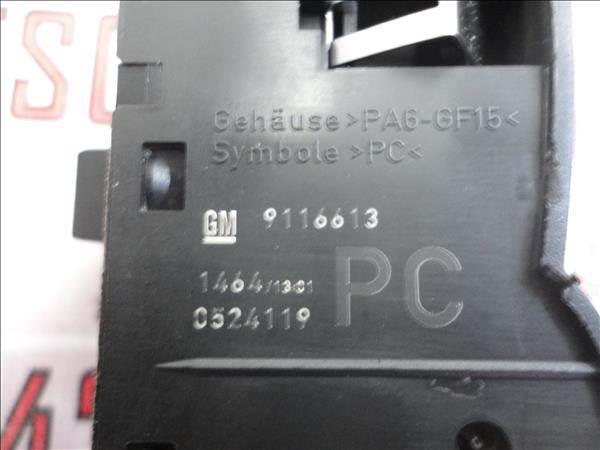 Gehäuse >PA6-GF15<
Symbole >PC<
GM 9116613
1464/13:01
0524119
PC